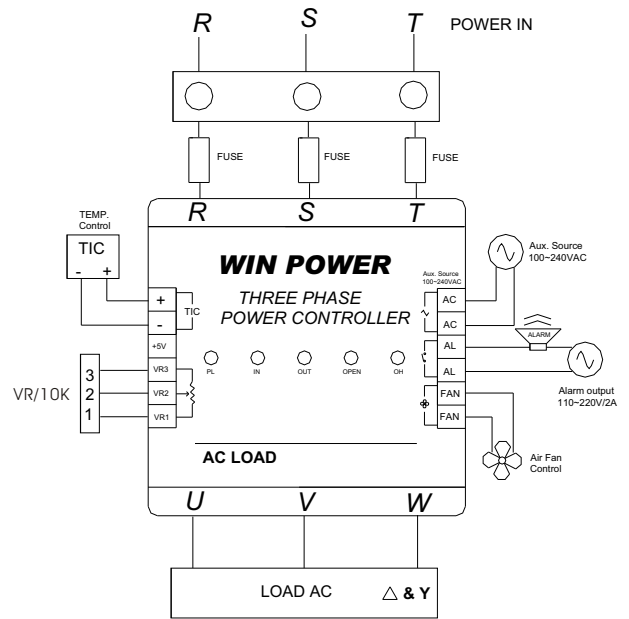 R S T POWER IN
FUSE FUSE FUSE
R S T
TEMP.
Control
TIC
- +
WIN POWER
THREE PHASE
POWER CONTROLLER
+
-
TIC
+5V
VR3
VR2
VR1
VR/10K
3
2
1
PL IN OUT OPEN OH
Aux. Source
100~240VAC
AC
AC
AL
AL
FAN
FAN
Aux. Source
100~240VAC
ALARM
Alarm output
110~220V/2A
Air Fan
Control
AC LOAD
U V W
LOAD AC △ & Y